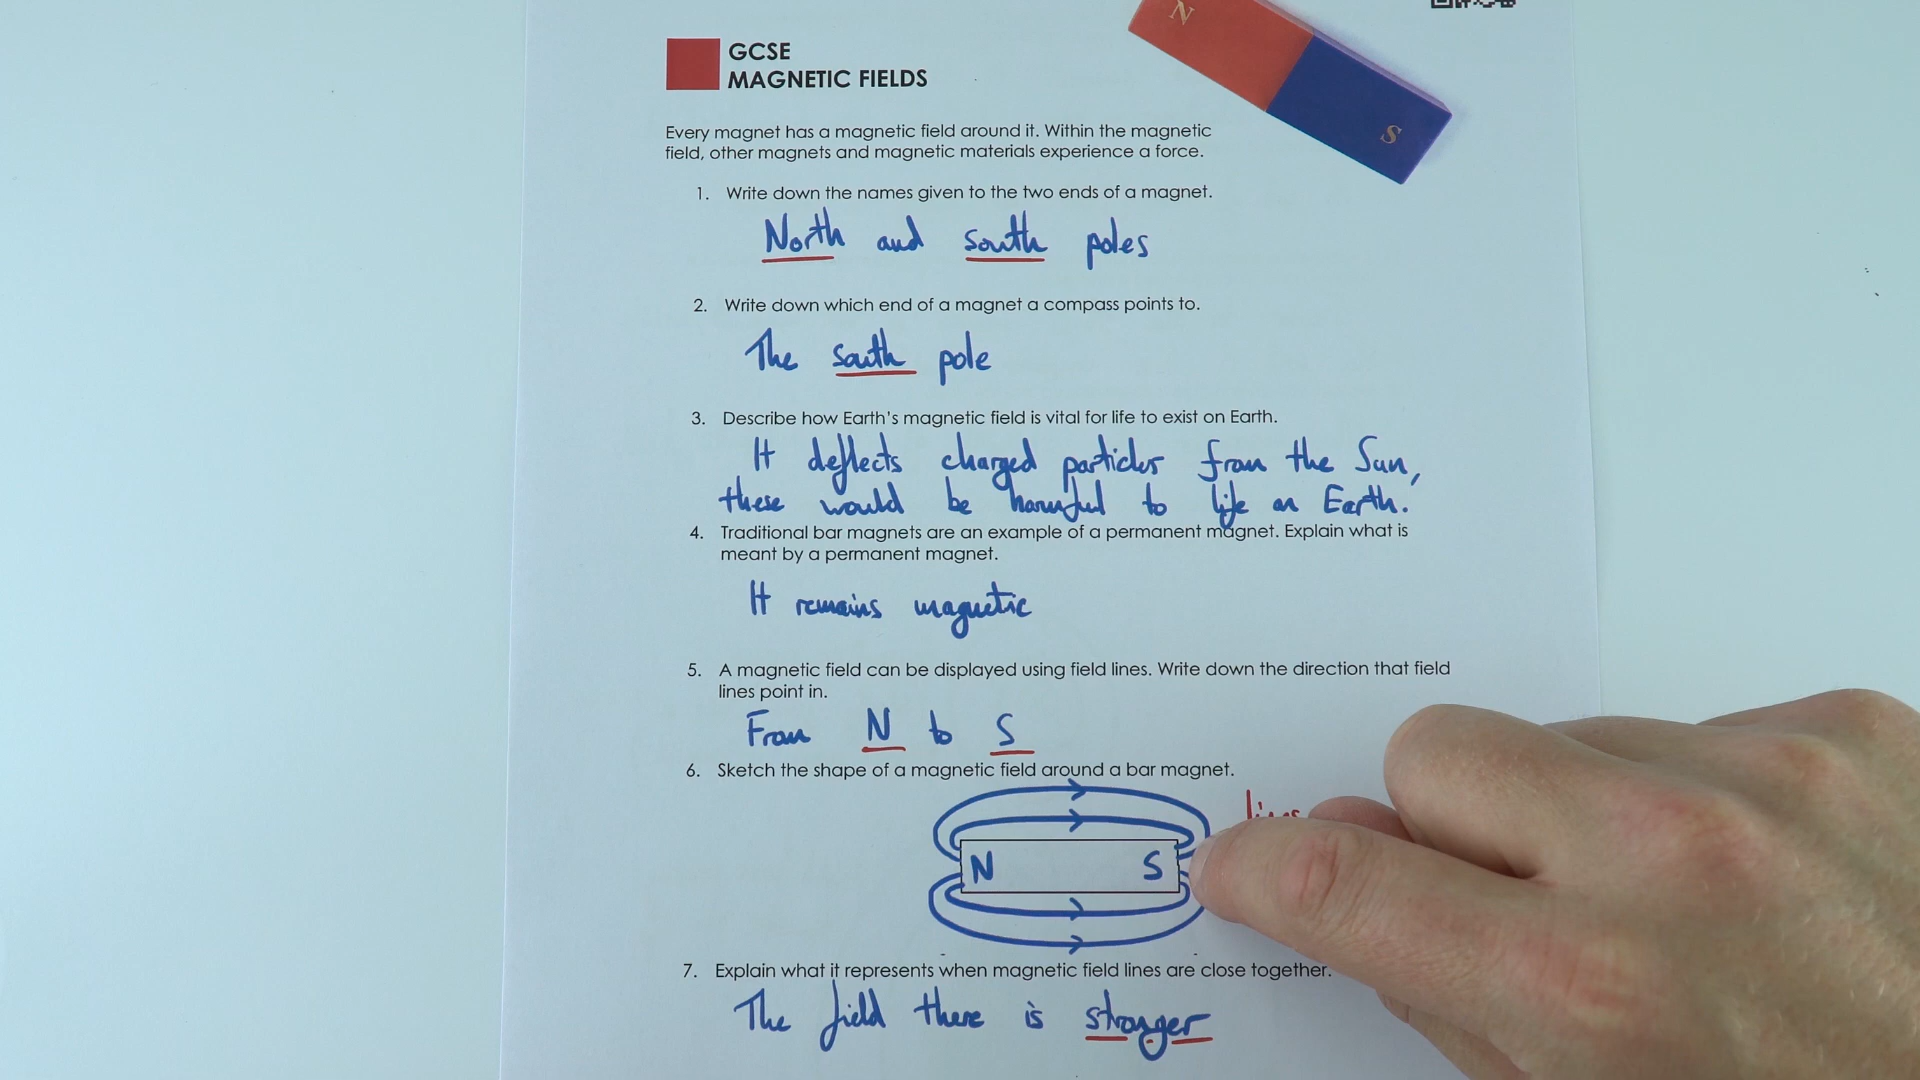 N
S
GCSE
MAGNETIC FIELDS
Every magnet has a magnetic field around it. Within the magnetic
field, other magnets and magnetic materials experience a force.
1. Write down the names given to the two ends of a magnet.
North and south poles
2. Write down which end of a magnet a compass points to.
The south pole
3. Describe how Earth's magnetic field is vital for life to exist on Earth.
It deflects charged particles from the Sun,
these would be harmful to life on Earth.
4. Traditional bar magnets are an example of a permanent magnet. Explain what is
meant by a permanent magnet.
It remains magnetic
5. A magnetic field can be displayed using field lines. Write down the direction that field
lines point in.
From N to S
6. Sketch the shape of a magnetic field around a bar magnet.
lines
N S
7. Explain what it represents when magnetic field lines are close together.
The field there is stronger